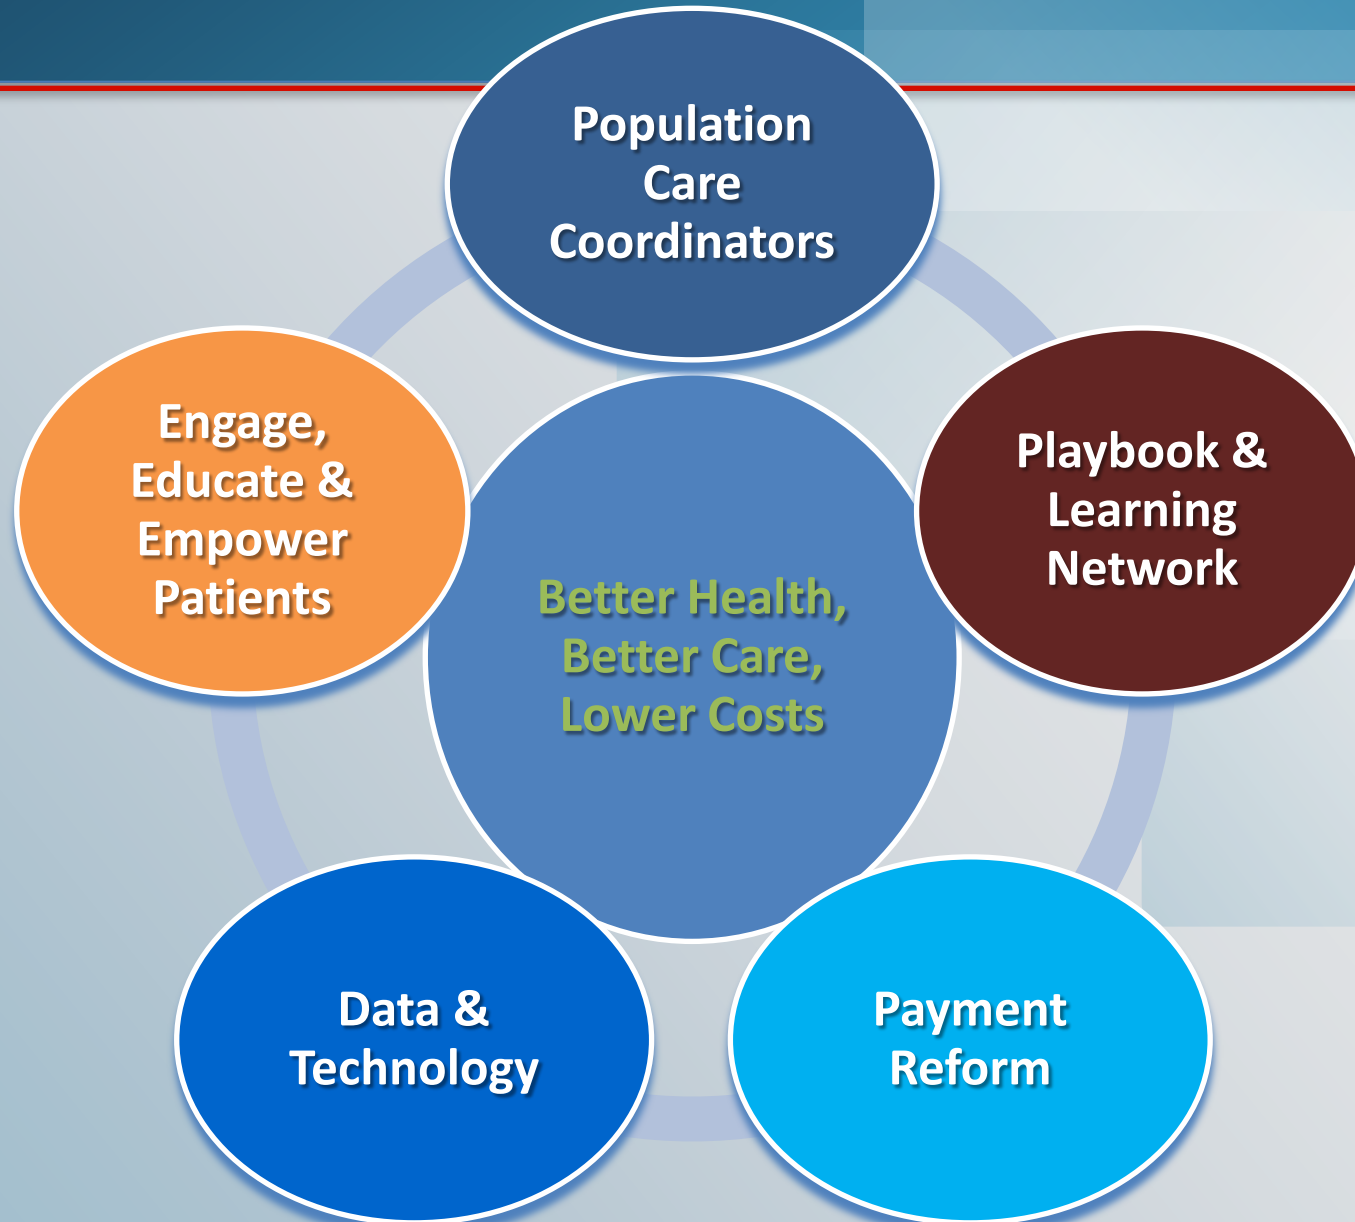 Population
Care
Coordinators
Engage,
Educate &
Empower
Patients
Playbook &
Learning
Network
Better Health,
Better Care,
Lower Costs
Data &
Technology
Payment
Reform